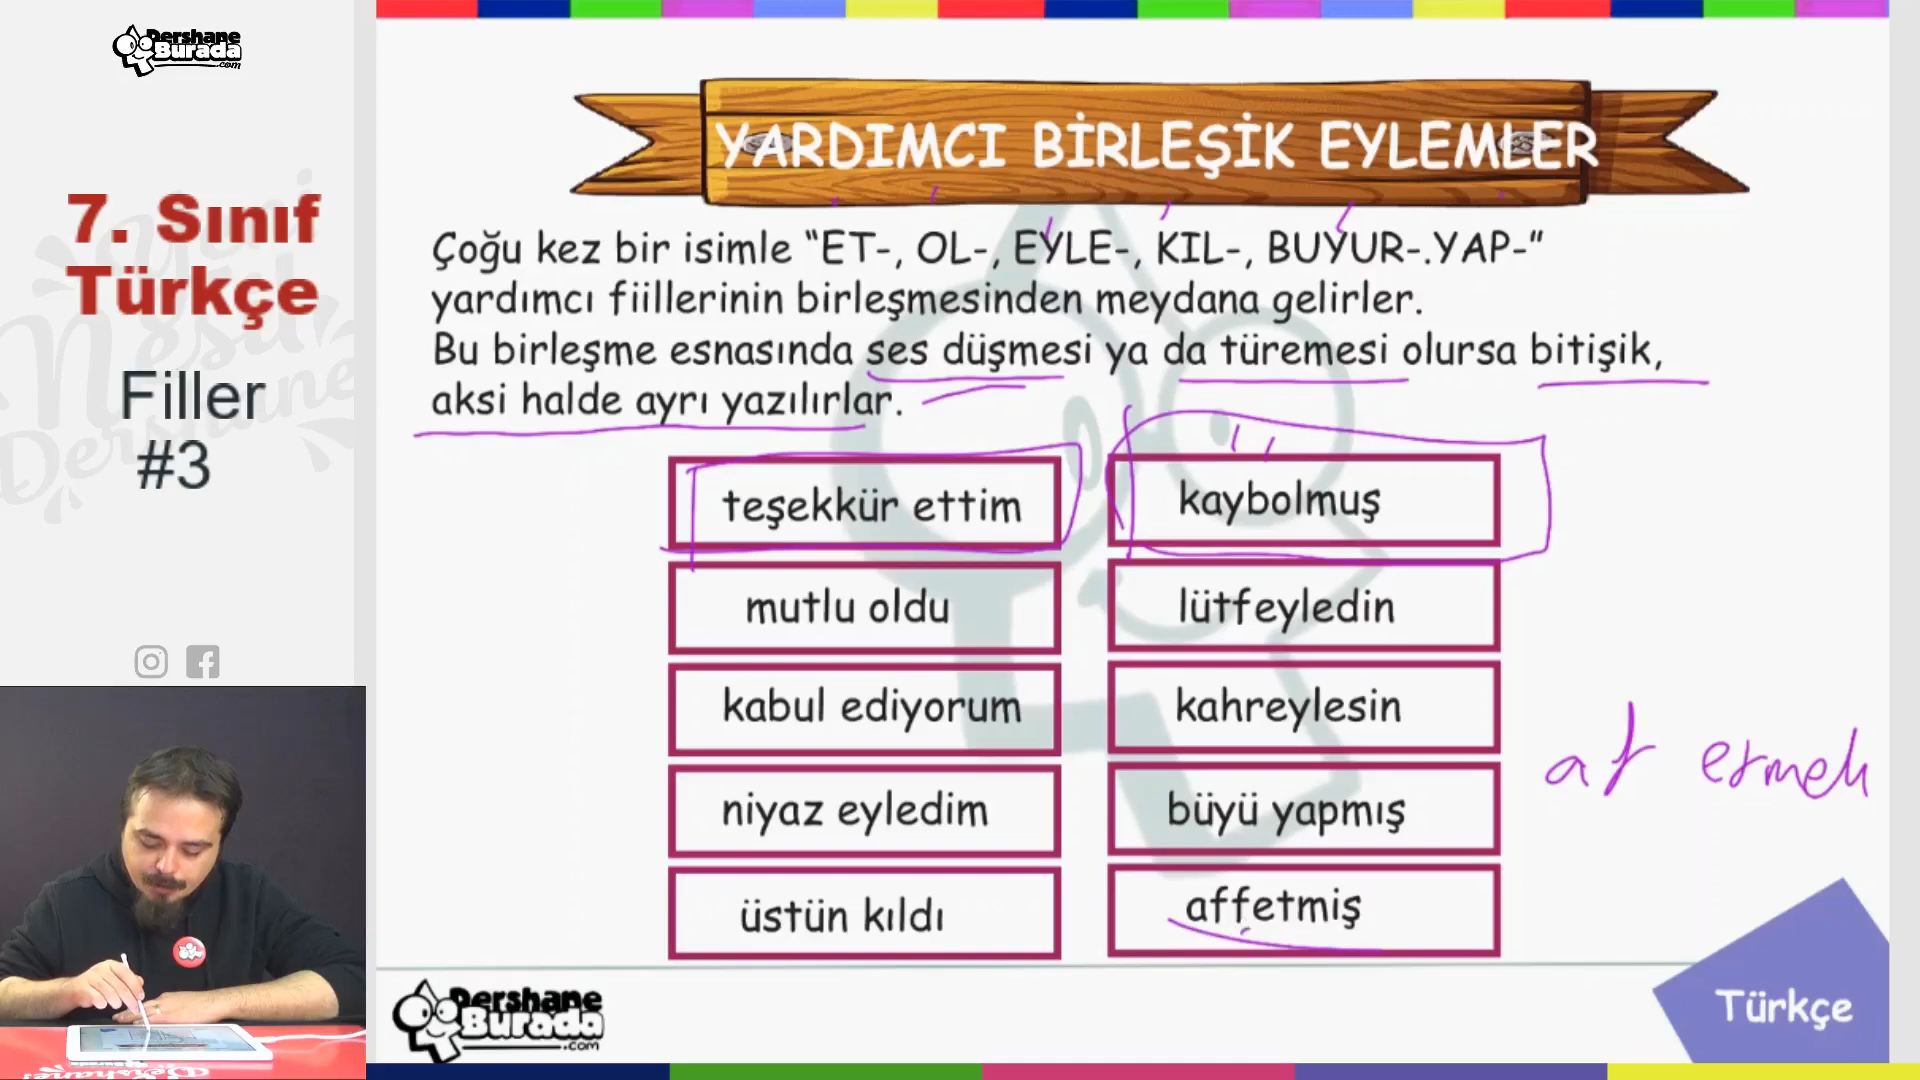 Dershane
Burada
.com
7. Sınıf
Türkçe
Filler
#3
YARDIMCI BİRLEŞİK EYLEMLER
Çoğu kez bir isimle “ET-, OL-, EYLE-, KIL-, BUYUR-.YAP-”
yardımcı fiillerinin birleşmesinden meydana gelirler.
Bu birleşme esnasında ses düşmesi ya da türemesi olursa bitişik,
aksi halde ayrı yazılırlar.
teşekkür ettim
kaybolmuş
mutlu oldu
lütfeyledin
kabul ediyorum
kahreylesin
niyaz eyledim
büyü yapmış
üstün kıldı
affetmiş
af etmek
Dershane
Burada
.com
Türkçe